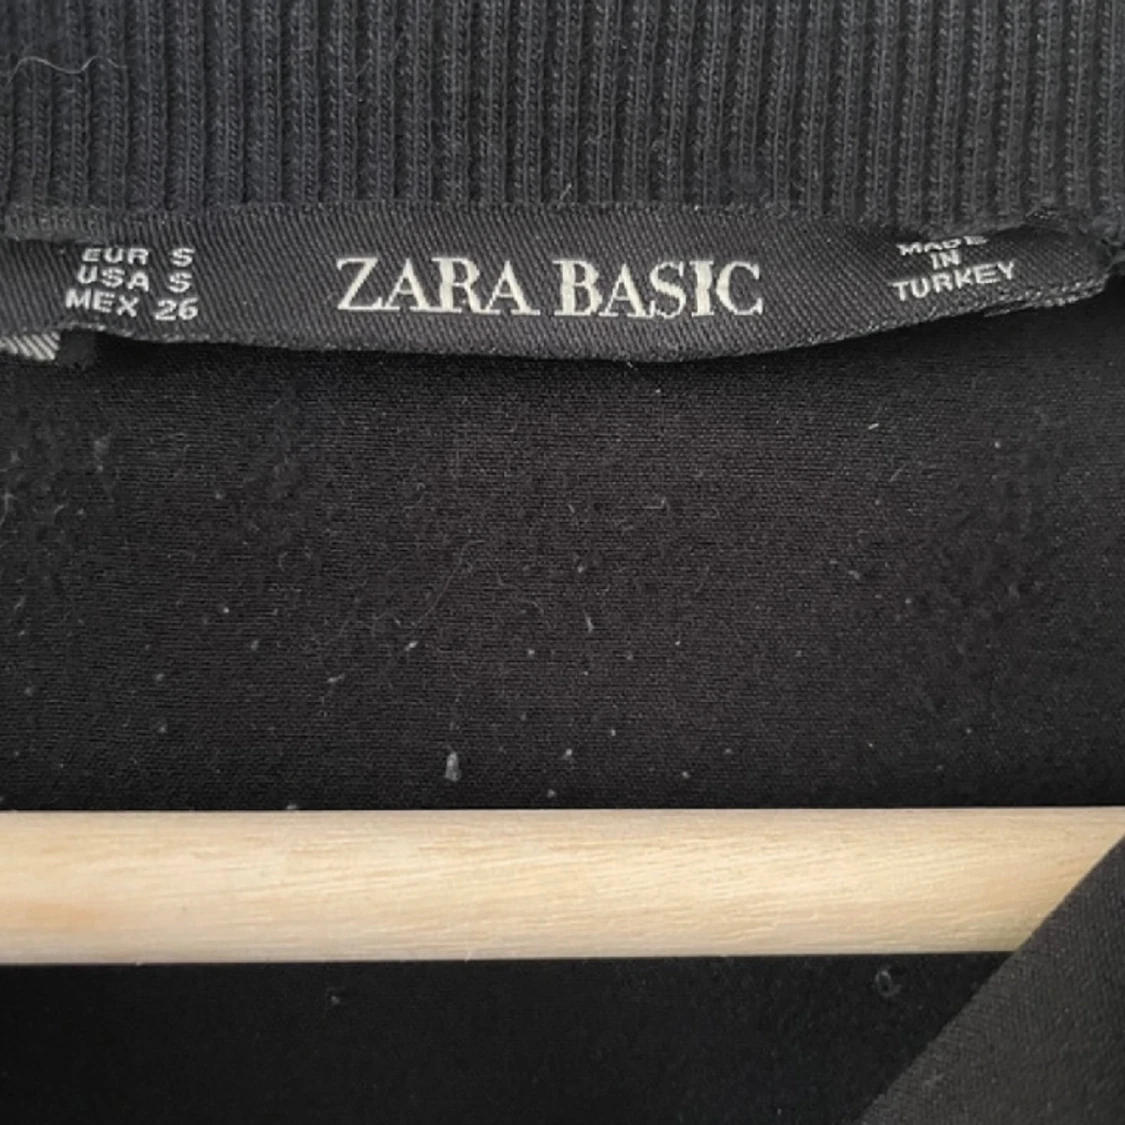 EUR S
USA S
MEX 26
ZARA BASIC
MADE
IN
TURKEY